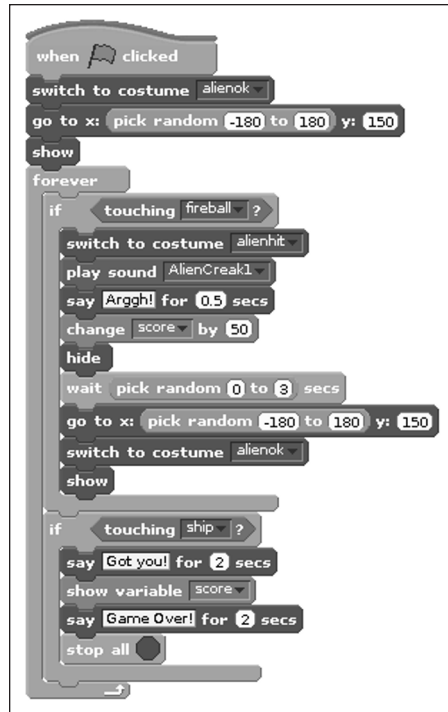 when clicked
switch to costume alienok
go to x: pick random -180 to 180 y: 150
show
forever
if touching fireball ?
switch to costume alienhit
play sound AlienCreak1
say Arggh! for 0.5 secs
change score by 50
hide
wait pick random 0 to 3 secs
go to x: pick random -180 to 180 y: 150
switch to costume alienok
show
if touching ship ?
say Got you! for 2 secs
show variable score
say Game Over! for 2 secs
stop all